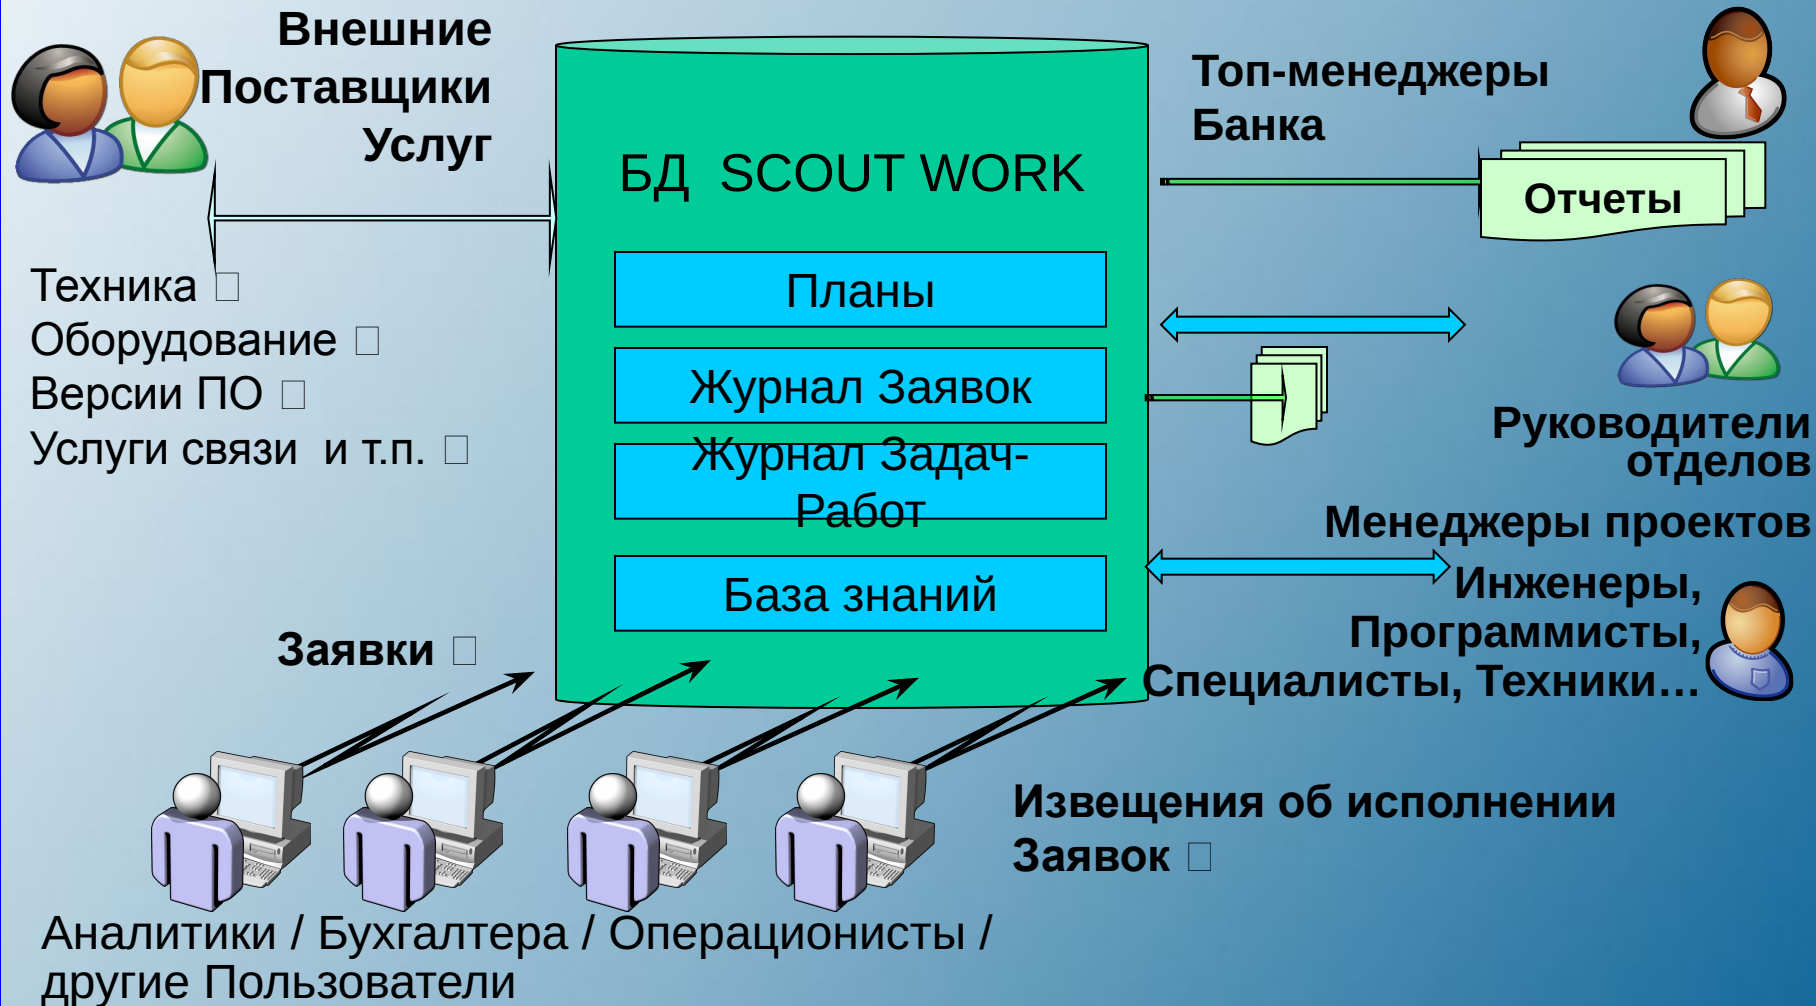 Внешние
Поставщики
Услуг
Техника
Оборудование
Версии ПО
Услуги связи и т.п.
Заявки
БД SCOUT WORK
Планы
Журнал Заявок
Журнал Задач-
Работ
База знаний
Топ-менеджеры
Банка
Отчеты
Руководители
отделов
Менеджеры проектов
Инженеры,
Программисты,
Специалисты, Техники...
Извещения об исполнении
Заявок
Аналитики / Бухгалтера / Операционисты /
другие Пользователи